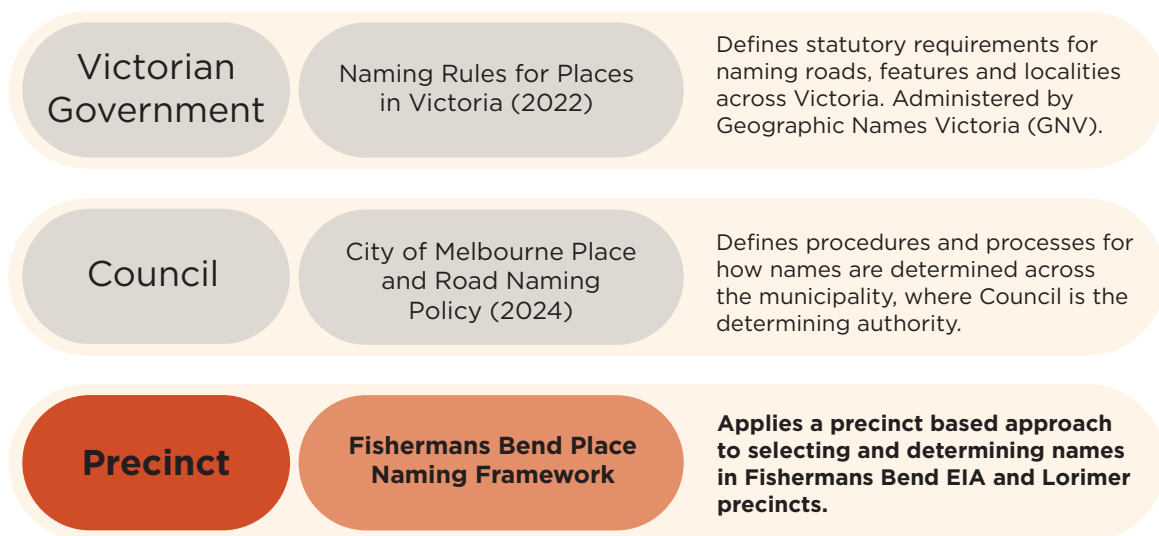 Victorian
Government
Naming Rules for Places
in Victoria (2022)
Defines statutory requirements for
naming roads, features and localities
across Victoria. Administered by
Geographic Names Victoria (GNV).
Council
City of Melbourne Place
and Road Naming
Policy (2024)
Defines procedures and processes for
how names are determined across
the municipality, where Council is the
determining authority.
Precinct
Fishermans Bend Place
Naming Framework
Applies a precinct based approach
to selecting and determining names
in Fishermans Bend EIA and Lorimer
precincts.